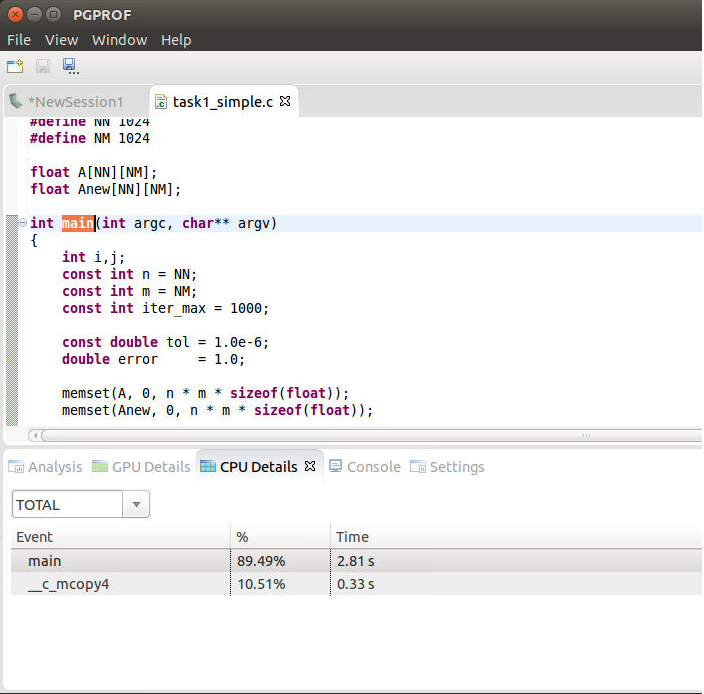 PGPROF
File View Window Help
*NewSession1 task1_simple.c
#define NN 1024
#define NM 1024
float A[NN][NM];
float Anew[NN][NM];
int main(int argc, char** argv)
{
int i,j;
const int n = NN;
const int m = NM;
const int iter_max = 1000;
const double tol = 1.0e-6;
double error     = 1.0;
memset(A, 0, n * m * sizeof(float));
memset(Anew, 0, n * m * sizeof(float));
Analysis GPU Details CPU Details Console Settings
TOTAL
Event % Time
main 89.49% 2.81 s
__c_mcopy4 10.51% 0.33 s